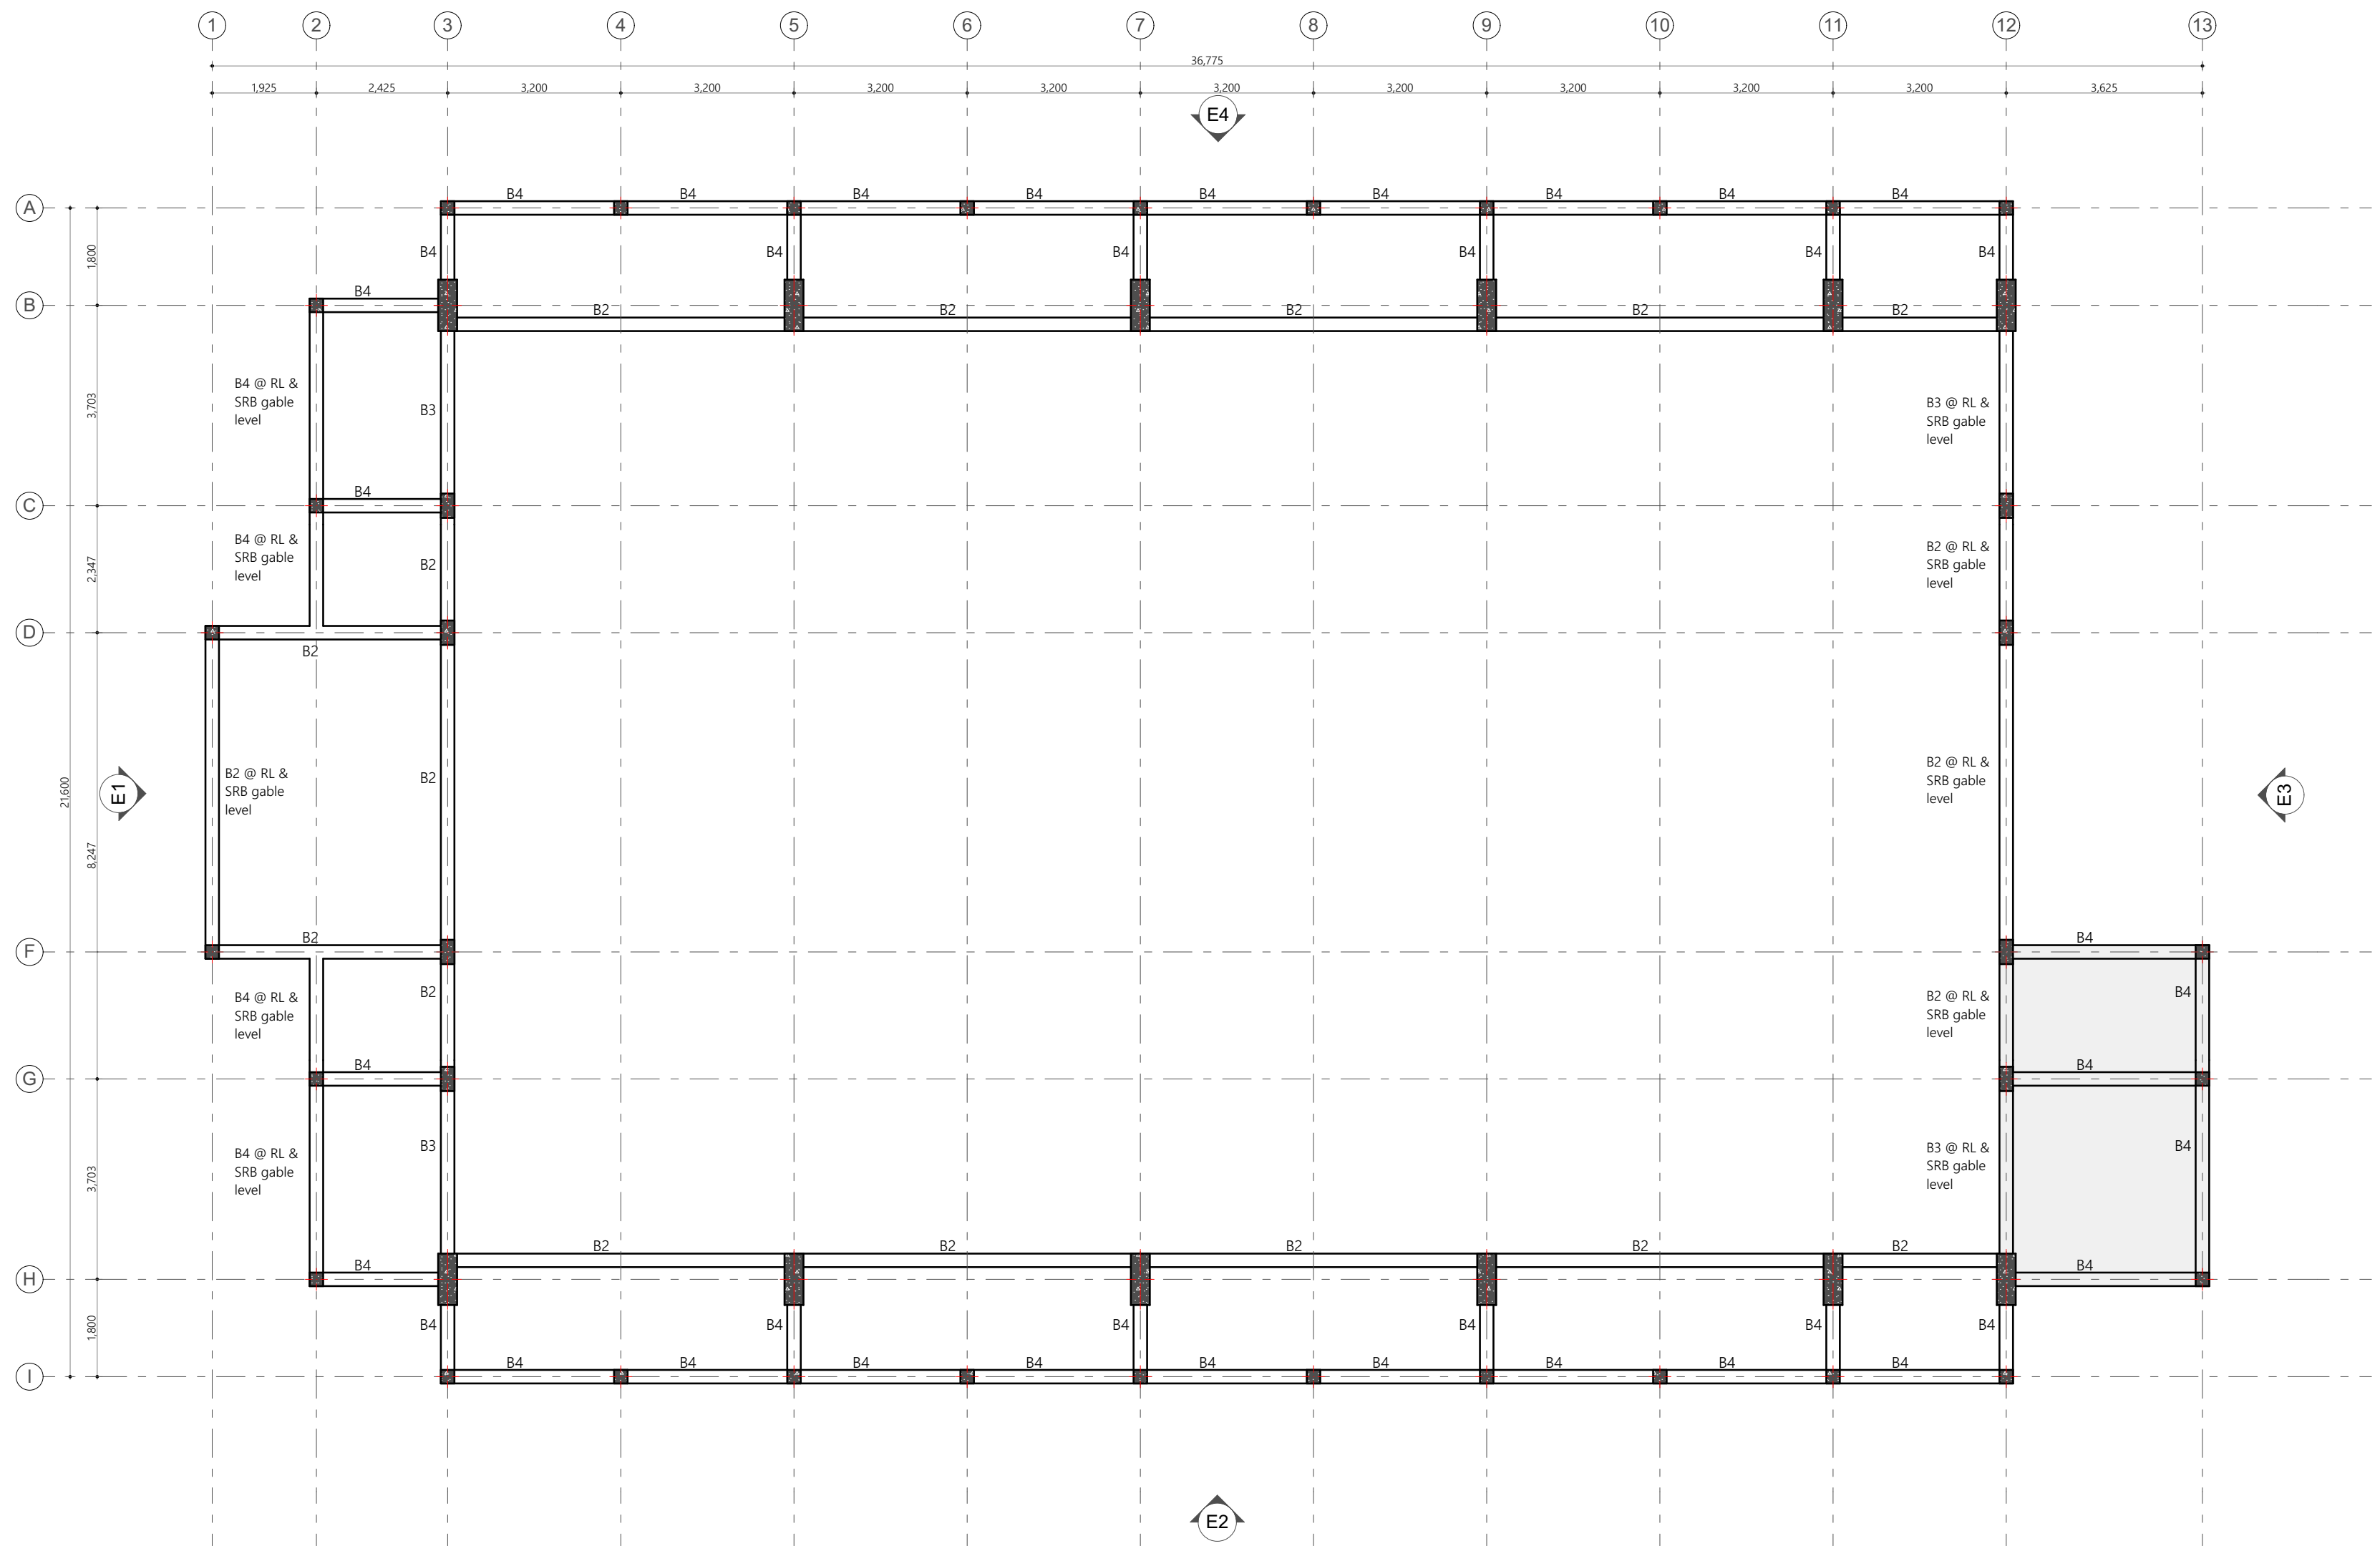 1 2 3 4 5 6 7 8 9 10 11 12 13
36,775
1,925 2,425 3,200 3,200 3,200 3,200 3,200 3,200 3,200 3,200 3,200 3,625
E4
B4 B4 B4 B4 B4 B4 B4 B4 B4
A
1,800
B4 B4 B4 B4 B4 B4
B4
B
B2 B2 B2 B2 B2
3,703
B4 @ RL &
SRB gable
level
B3
B3 @ RL &
SRB gable
level
B4
C
2,347
B4 @ RL &
SRB gable
level
B2
B2 @ RL &
SRB gable
level
D
B2
21,600
E1
B2 @ RL &
SRB gable
level
B2
B2 @ RL &
SRB gable
level
E3
8,247
B2
B4
F
B4 @ RL &
SRB gable
level
B2
B2 @ RL &
SRB gable
level
B4
B4
B4
G
3,703
B4 @ RL &
SRB gable
level
B3
B3 @ RL &
SRB gable
level
B4
B2 B2 B2 B2 B2
B4
B4
H
1,800
B4 B4 B4 B4 B4 B4
B4 B4 B4 B4 B4 B4 B4 B4 B4
I
E2